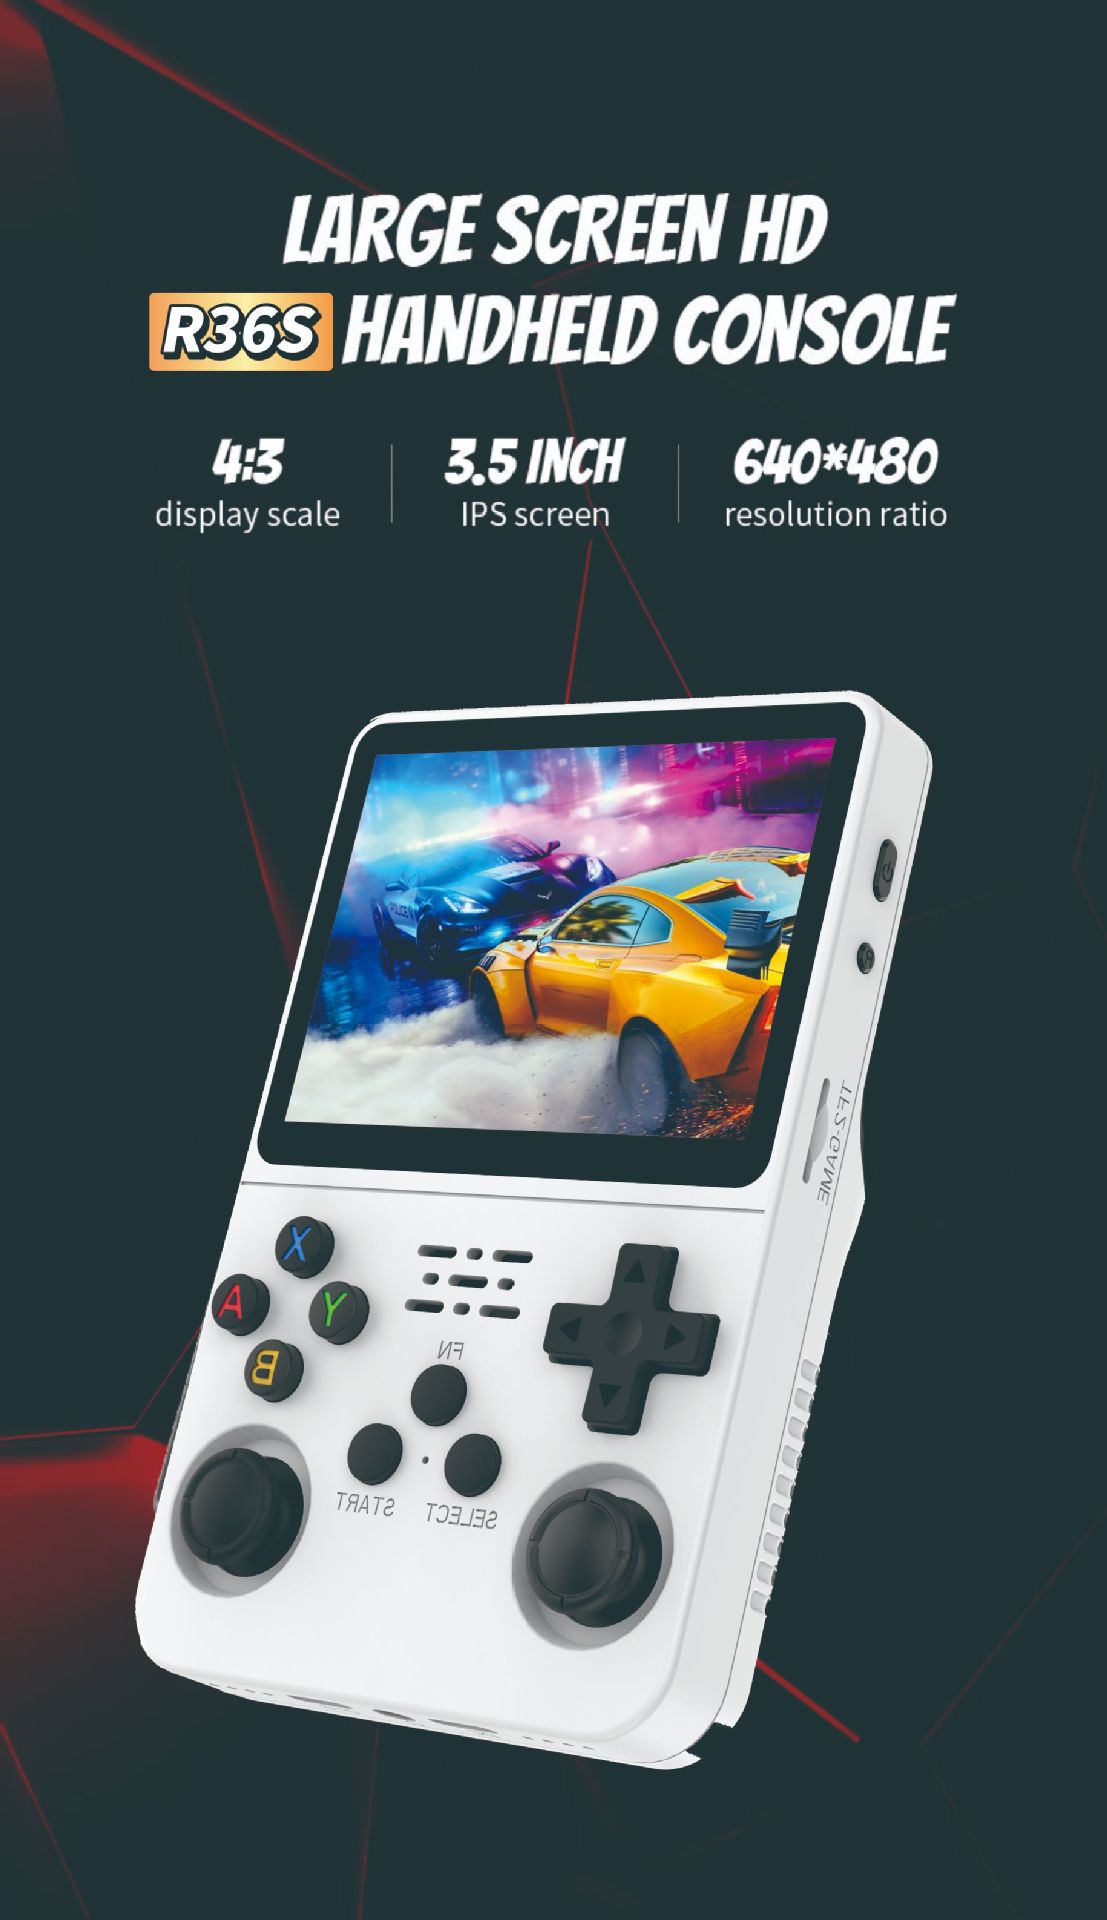 LARGE SCREEN HD
R36S HANDHELD CONSOLE
4:3
display scale
3.5 INCH
IPS screen
640*480
resolution ratio
POLICE
TF2-GAME
X
A
Y
B
FN
START
SELECT